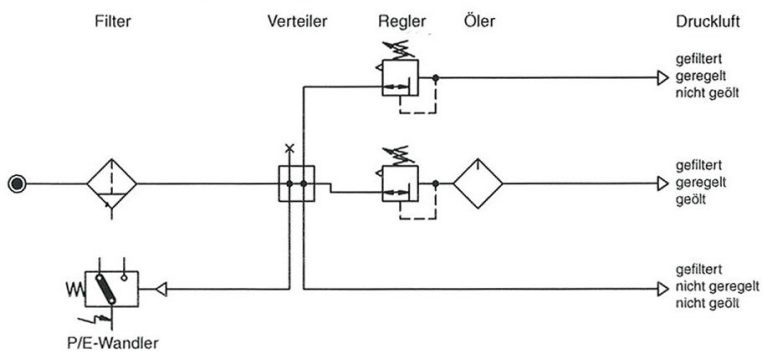 Filter
Verteiler
Regler
Öler
Druckluft
gefiltert
geregelt
nicht geölt
gefiltert
geregelt
geölt
gefiltert
nicht geregelt
nicht geölt
P/E-Wandler